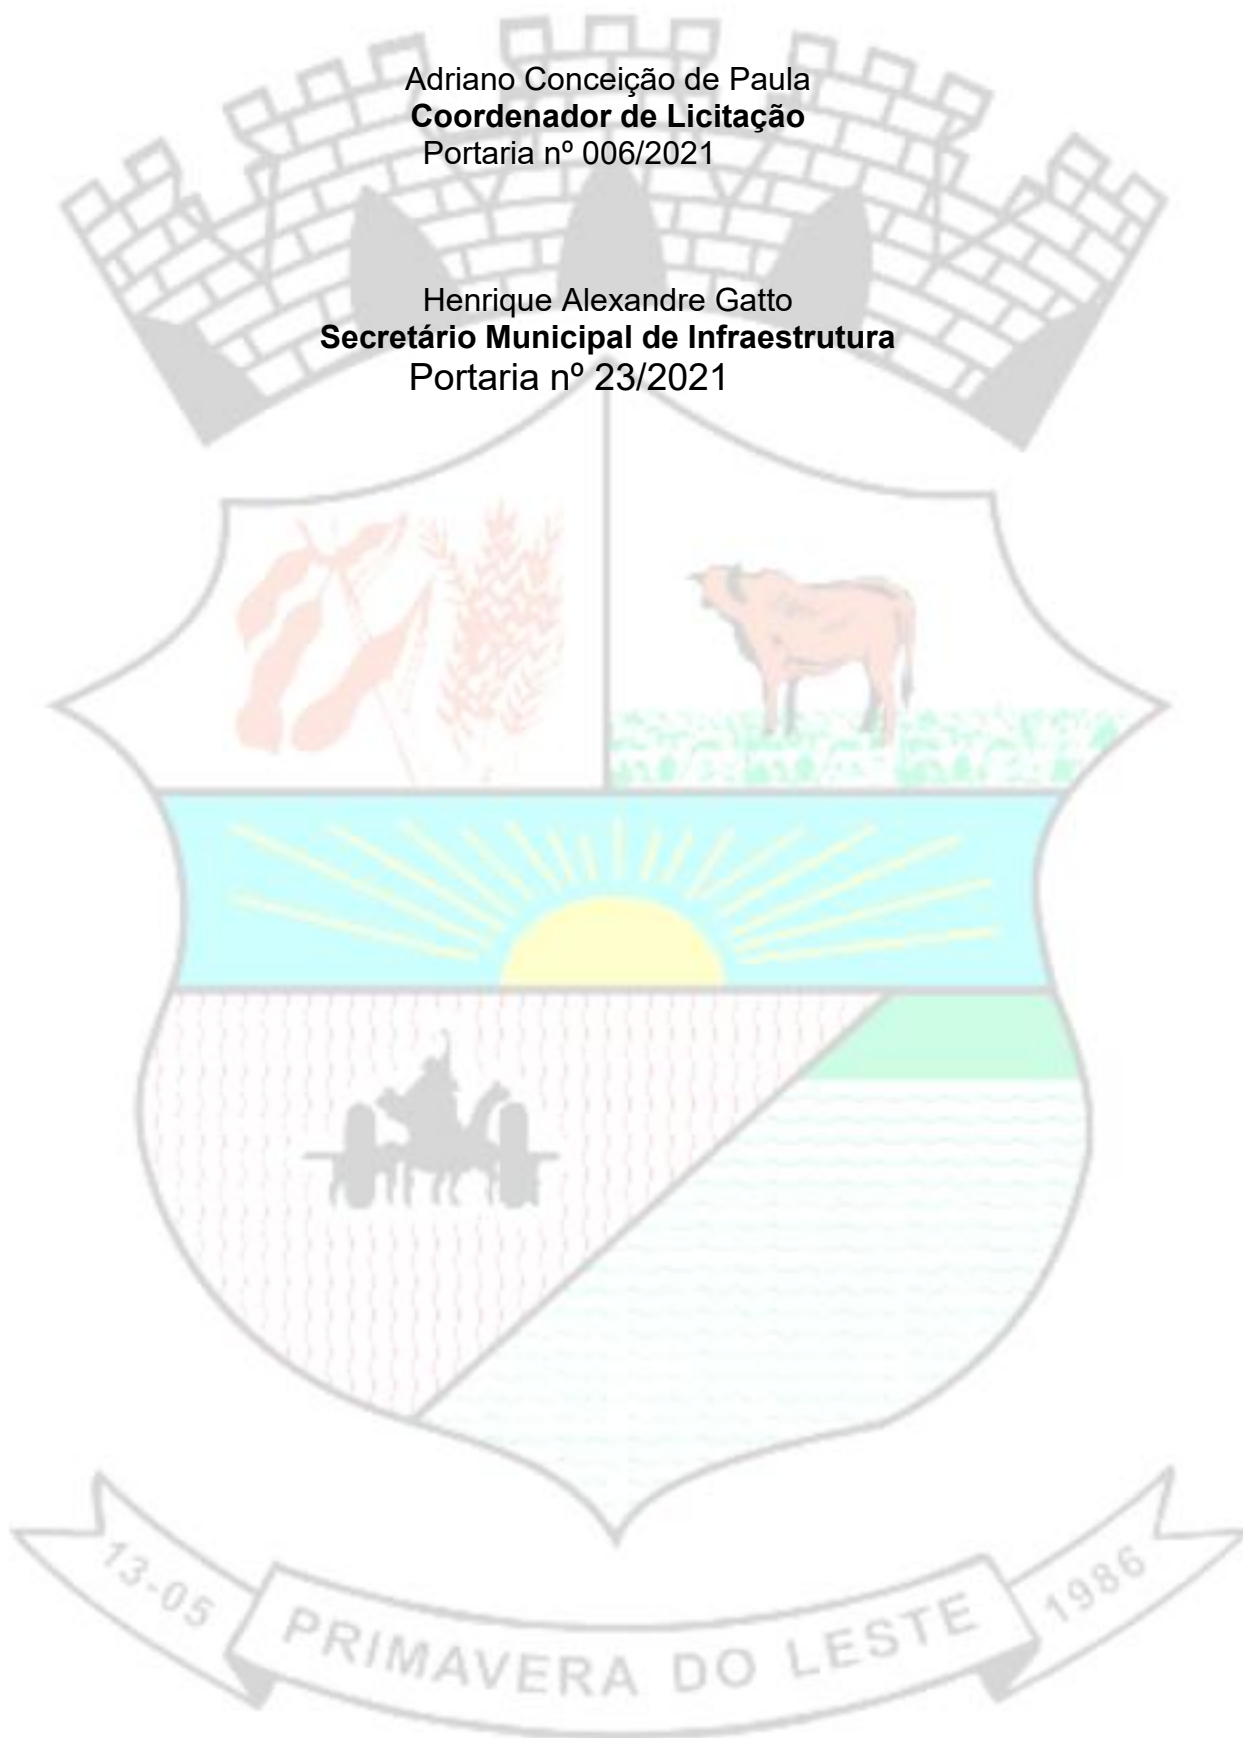 Adriano Conceição de Paula
Coordenador de Licitação
Portaria nº 006/2021
Henrique Alexandre Gatto
Secretário Municipal de Infraestrutura
Portaria nº 23/2021
13-05
PRIMAVERA DO LESTE
1986